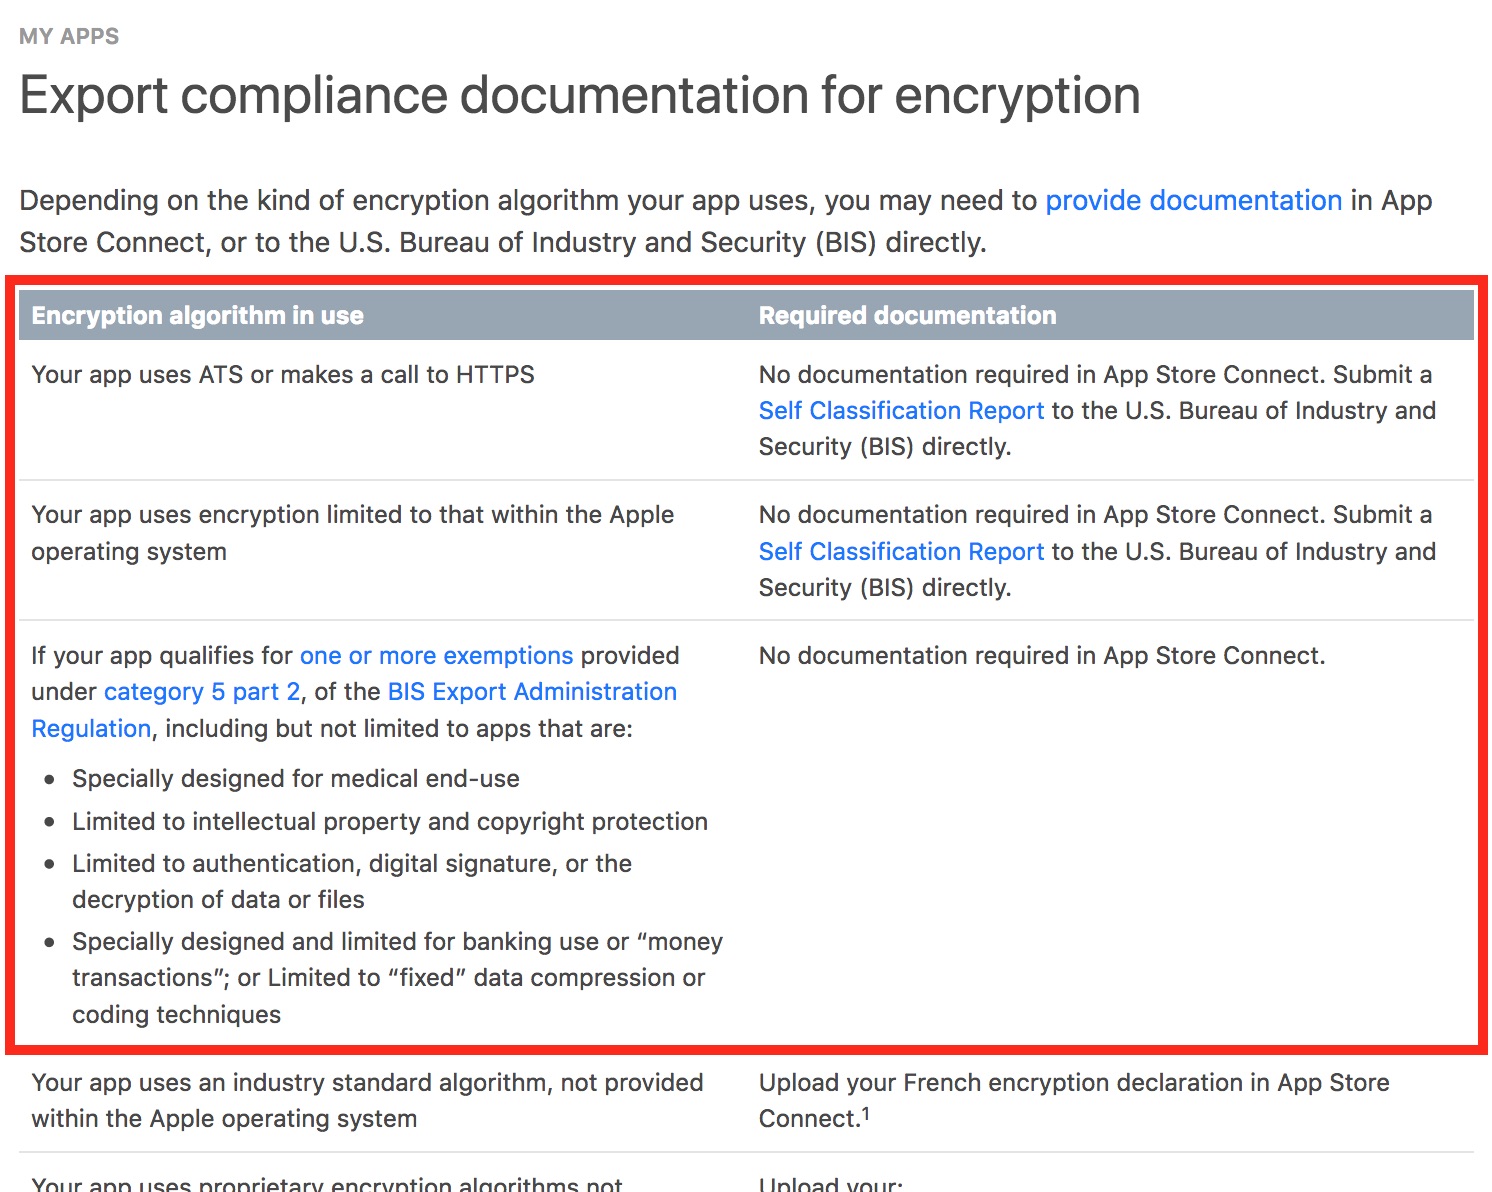 MY APPS
Export compliance documentation for encryption
Depending on the kind of encryption algorithm your app uses, you may need to provide documentation in App
Store Connect, or to the U.S. Bureau of Industry and Security (BIS) directly.
Encryption algorithm in use
Required documentation
Your app uses ATS or makes a call to HTTPS
No documentation required in App Store Connect. Submit a
Self Classification Report to the U.S. Bureau of Industry and
Security (BIS) directly.
Your app uses encryption limited to that within the Apple
operating system
No documentation required in App Store Connect. Submit a
Self Classification Report to the U.S. Bureau of Industry and
Security (BIS) directly.
If your app qualifies for one or more exemptions provided
under category 5 part 2, of the BIS Export Administration
Regulation, including but not limited to apps that are:
• Specially designed for medical end-use
• Limited to intellectual property and copyright protection
• Limited to authentication, digital signature, or the
decryption of data or files
• Specially designed and limited for banking use or “money
transactions”; or Limited to “fixed” data compression or
coding techniques
No documentation required in App Store Connect.
Your app uses an industry standard algorithm, not provided
within the Apple operating system
Upload your French encryption declaration in App Store
Connect.¹
Your app uses proprietary encryption algorithms not
Upload your: